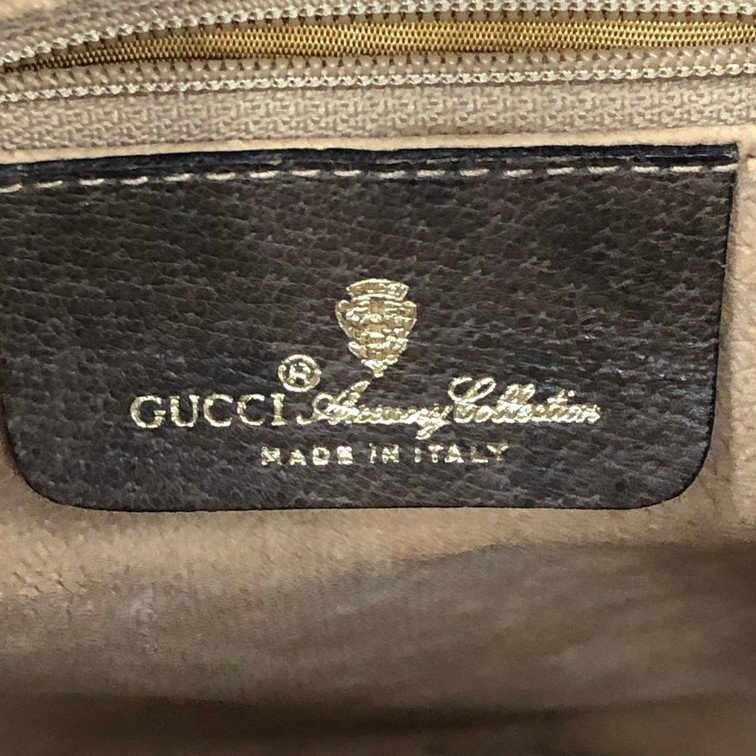 ®
GUCCI Accessory Collection
MADE IN ITALY